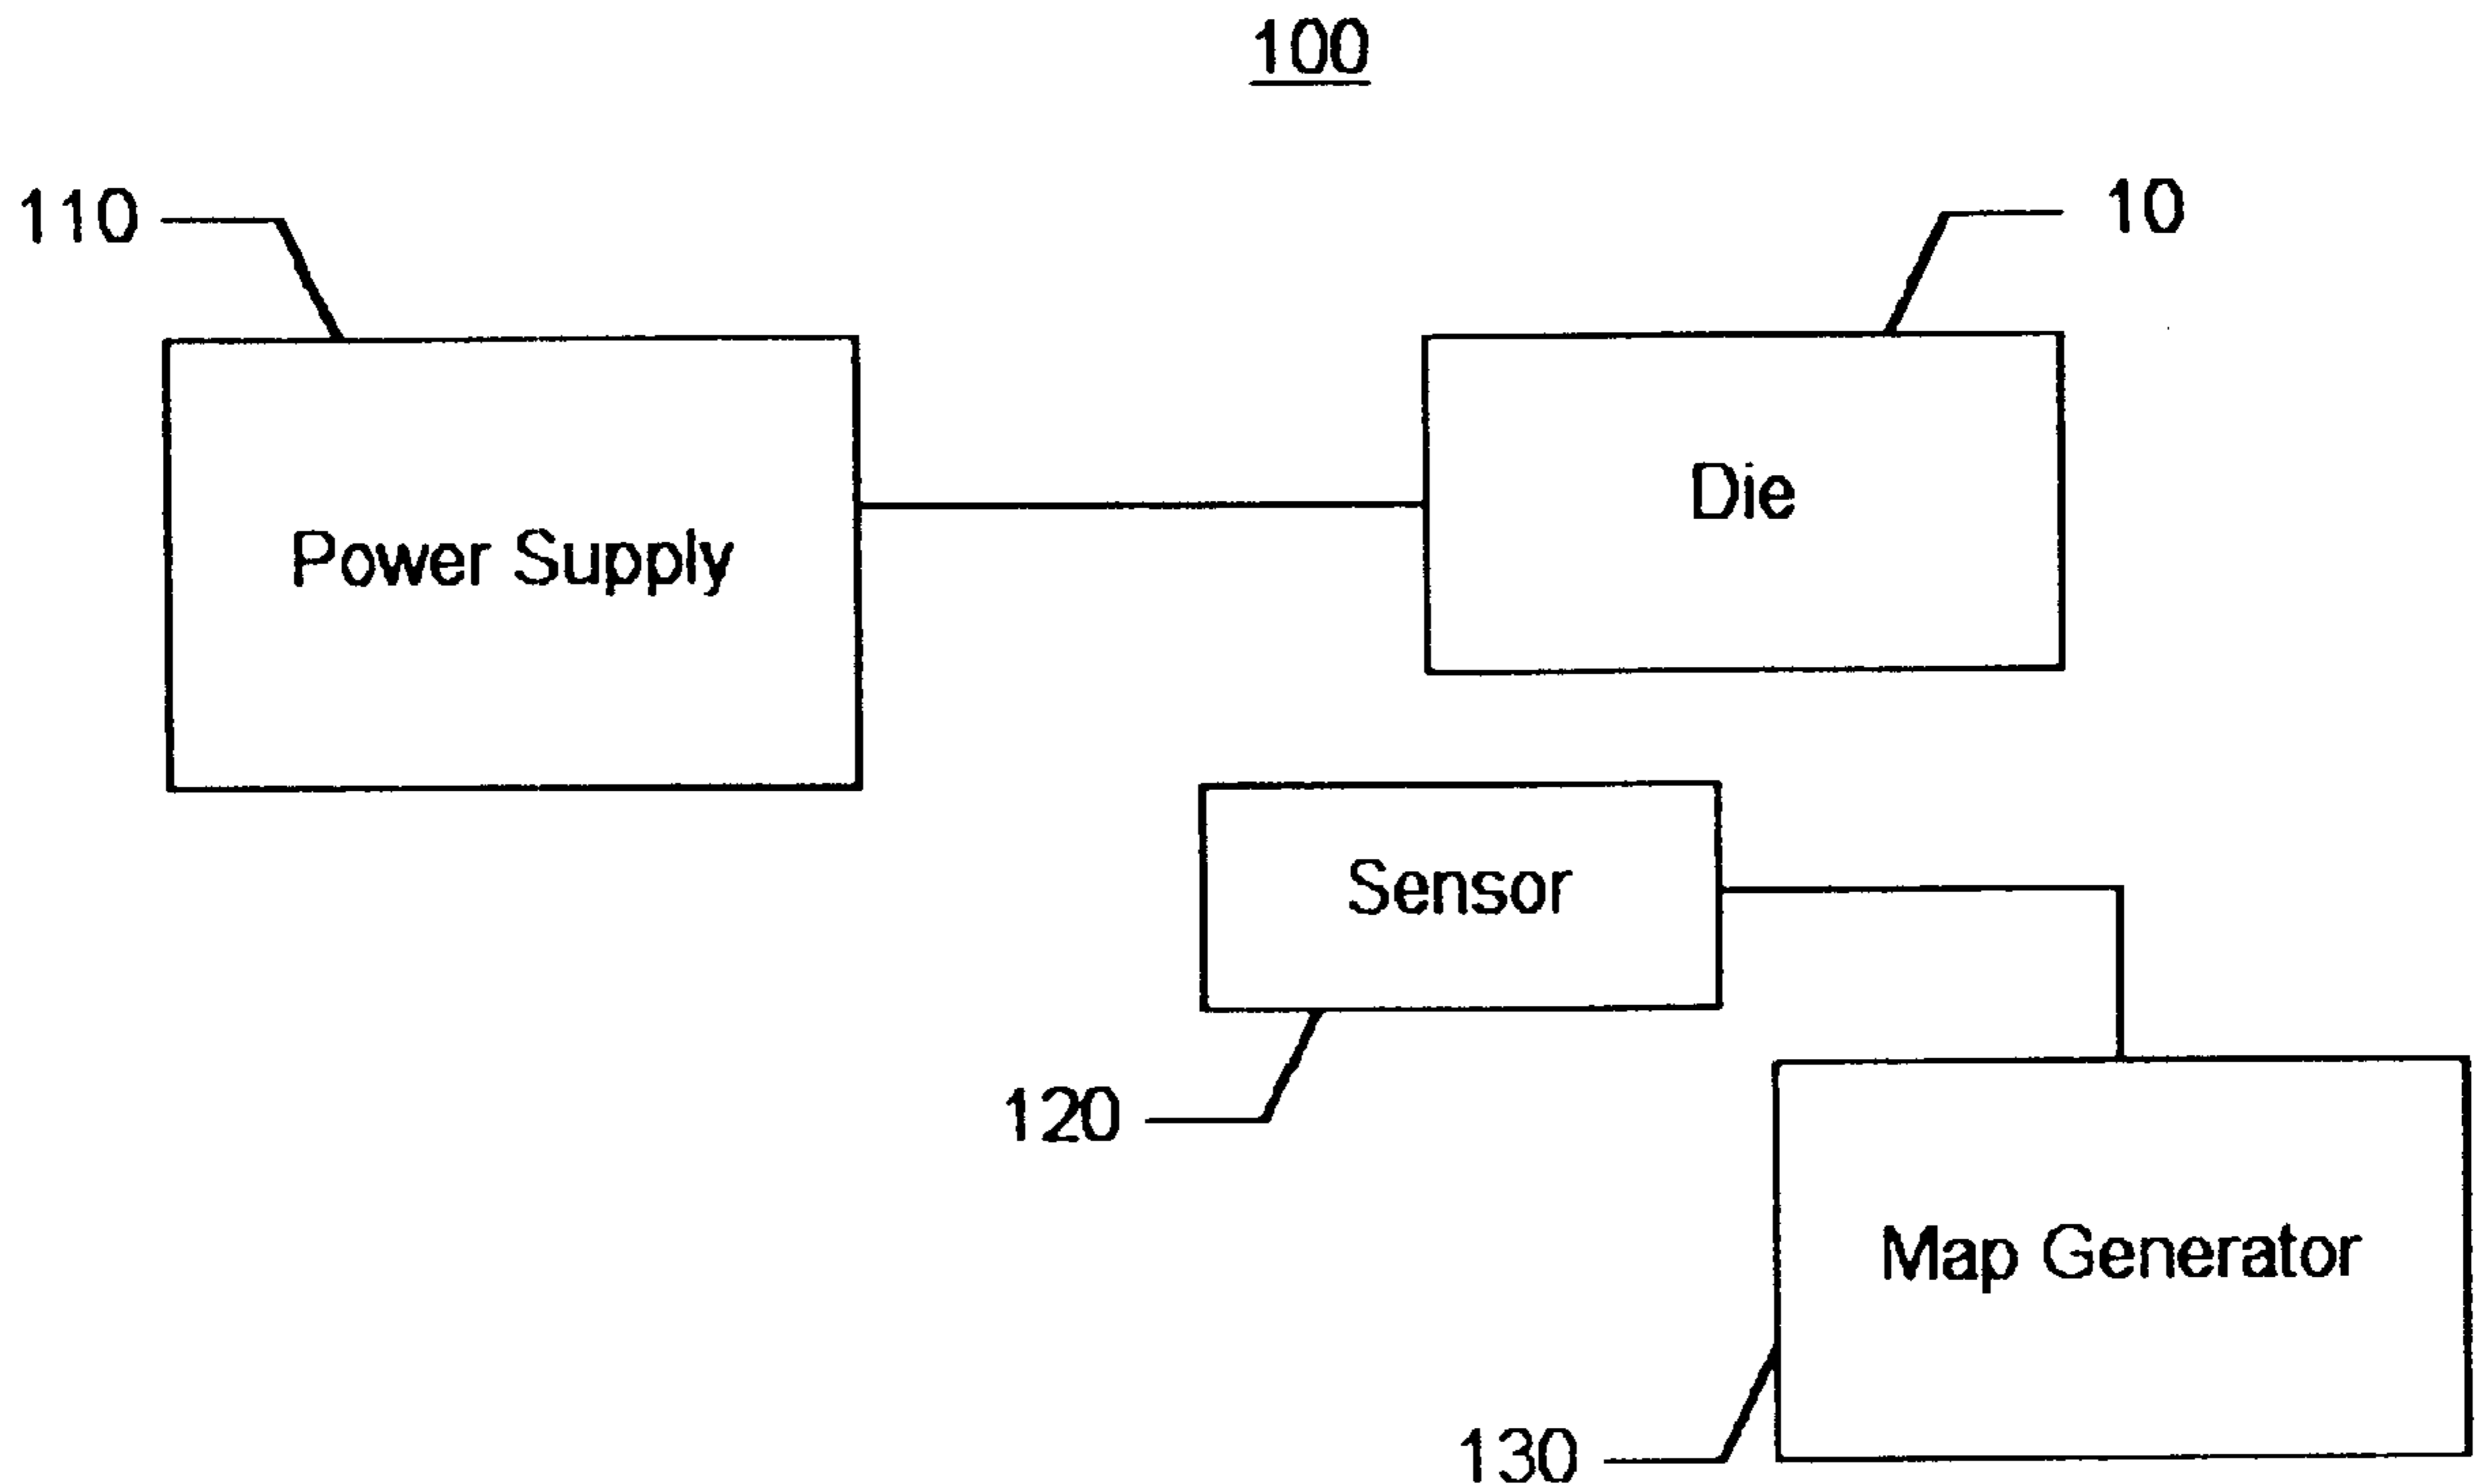 100
110
10
Power Supply
Die
Sensor
120
Map Generator
130